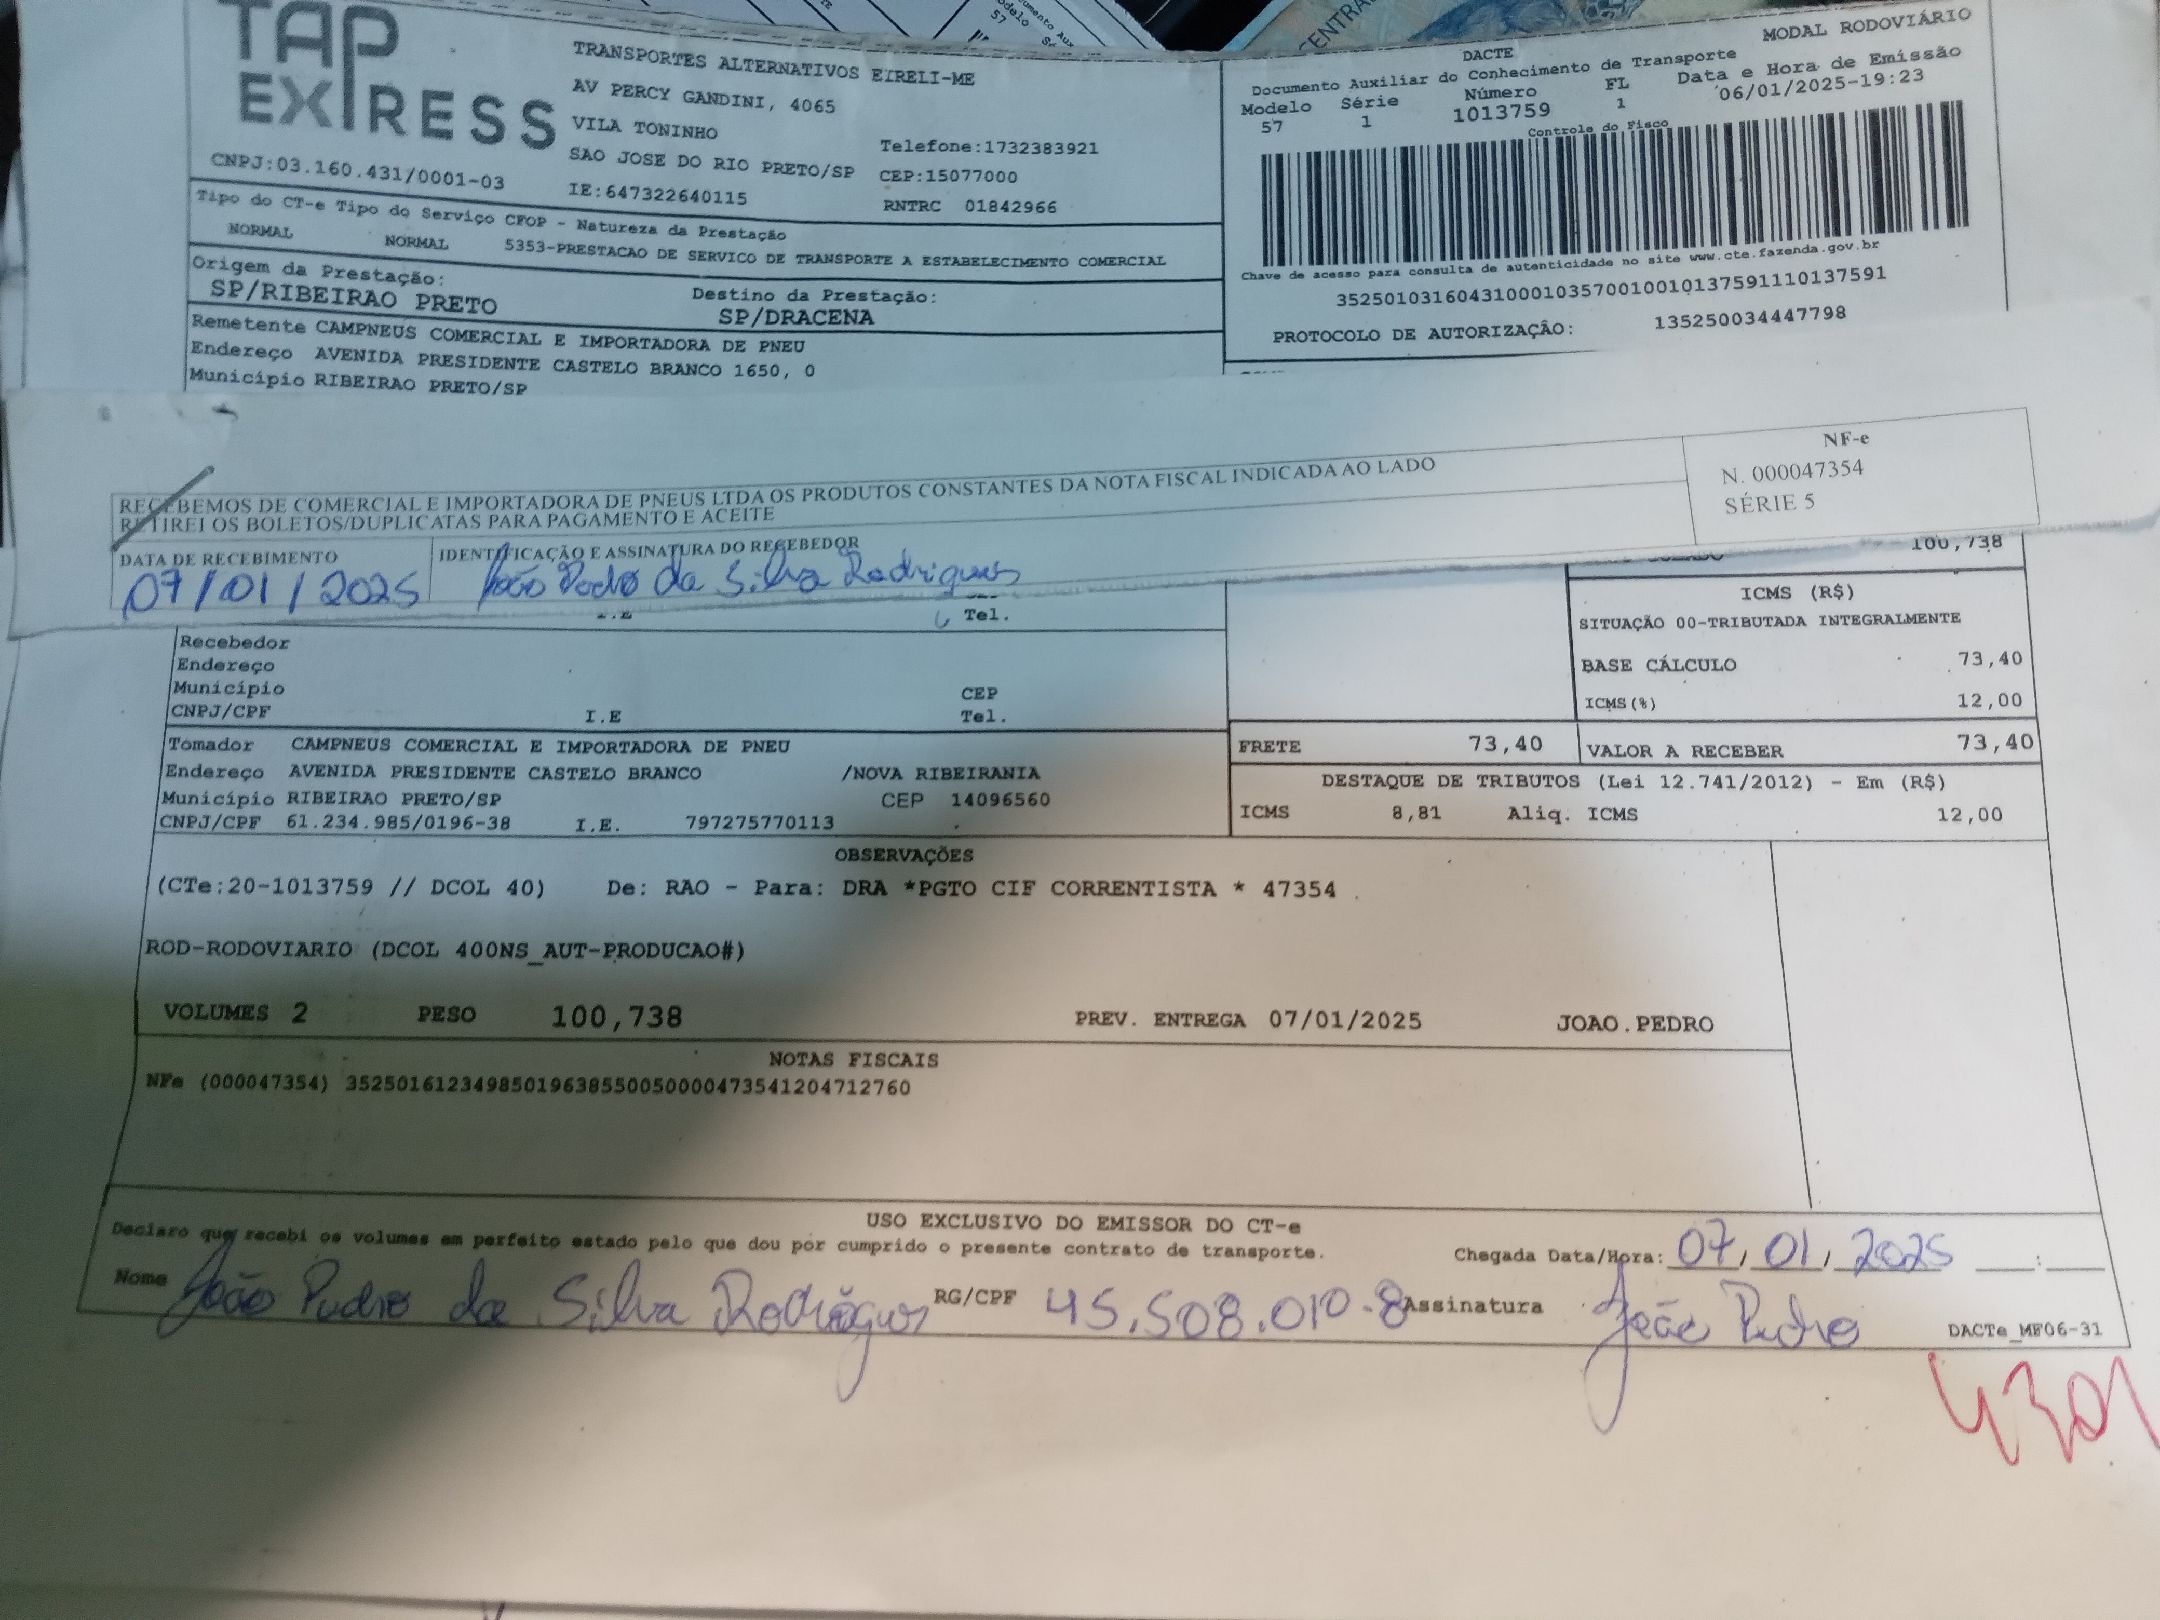 TAP
EXPRESS
CNPJ:03.160.431/0001-03
TRANSPORTES ALTERNATIVOS EIRELI-ME
AV PERCY GANDINI, 4065
VILA TONINHO
SAO JOSE DO RIO PRETO/SP
IE:647322640115
Telefone:1732383921
CEP:15077000
RNTRC 01842966
DACTE
MODAL RODOVIÁRIO
Documento Auxiliar do Conhecimento de Transporte
Modelo Série Número FL Data e Hora de Emissão
57 1 1013759 1 06/01/2025-19:23
Controle do Fisco
Chave de acesso para consulta de autenticidade no site www.cte.fazenda.gov.br
35250103160431000103570010010137591110137591
PROTOCOLO DE AUTORIZAÇÃO: 135250034447798
Tipo do CT-e Tipo do Serviço CFOP - Natureza da Prestação
NORMAL NORMAL 5353-PRESTACAO DE SERVICO DE TRANSPORTE A ESTABELECIMENTO COMERCIAL
Origem da Prestação: Destino da Prestação:
SP/RIBEIRAO PRETO SP/DRACENA
Remetente CAMPNEUS COMERCIAL E IMPORTADORA DE PNEU
Endereço AVENIDA PRESIDENTE CASTELO BRANCO 1650, 0
Município RIBEIRAO PRETO/SP
RECEBEMOS DE COMERCIAL E IMPORTADORA DE PNEUS LTDA OS PRODUTOS CONSTANTES DA NOTA FISCAL INDICADA AO LADO
RETIREI OS BOLETOS/DUPLICATAS PARA PAGAMENTO E ACEITE
NF-e
N. 000047354
SÉRIE 5
DATA DE RECEBIMENTO IDENTIFICAÇÃO E ASSINATURA DO RECEBEDOR
07/01/2025 João Pedro da Silva Rodrigues
100,738
Tel.
ICMS (R$)
SITUAÇÃO 00-TRIBUTADA INTEGRALMENTE
BASE CÁLCULO 73,40
ICMS(%) 12,00
Recebedor
Endereço
Município CEP
CNPJ/CPF I.E Tel.
FRETE 73,40 VALOR A RECEBER 73,40
Tomador CAMPNEUS COMERCIAL E IMPORTADORA DE PNEU
Endereço AVENIDA PRESIDENTE CASTELO BRANCO /NOVA RIBEIRANIA
Município RIBEIRAO PRETO/SP CEP 14096560
CNPJ/CPF 61.234.985/0196-38 I.E. 797275770113
DESTAQUE DE TRIBUTOS (Lei 12.741/2012) - Em (R$)
ICMS 8,81 Aliq. ICMS 12,00
OBSERVAÇÕES
(CTe:20-1013759 // DCOL 40) De: RAO - Para: DRA *PGTO CIF CORRENTISTA * 47354
ROD-RODOVIARIO (DCOL 400NS_AUT-PRODUCAO#)
VOLUMES 2 PESO 100,738 PREV. ENTREGA 07/01/2025 JOAO.PEDRO
NOTAS FISCAIS
NFe (000047354) 35250161234985019638550050000473541204712760
USO EXCLUSIVO DO EMISSOR DO CT-e
Declaro que recebi os volumes em perfeito estado pelo que dou por cumprido o presente contrato de transporte.
Chegada Data/Hora: 07/01/2025 :
Nome João Pedro da Silva Rodrigues RG/CPF 45.508.010-8 Assinatura João Pedro
DACTe_MF06-31
4301